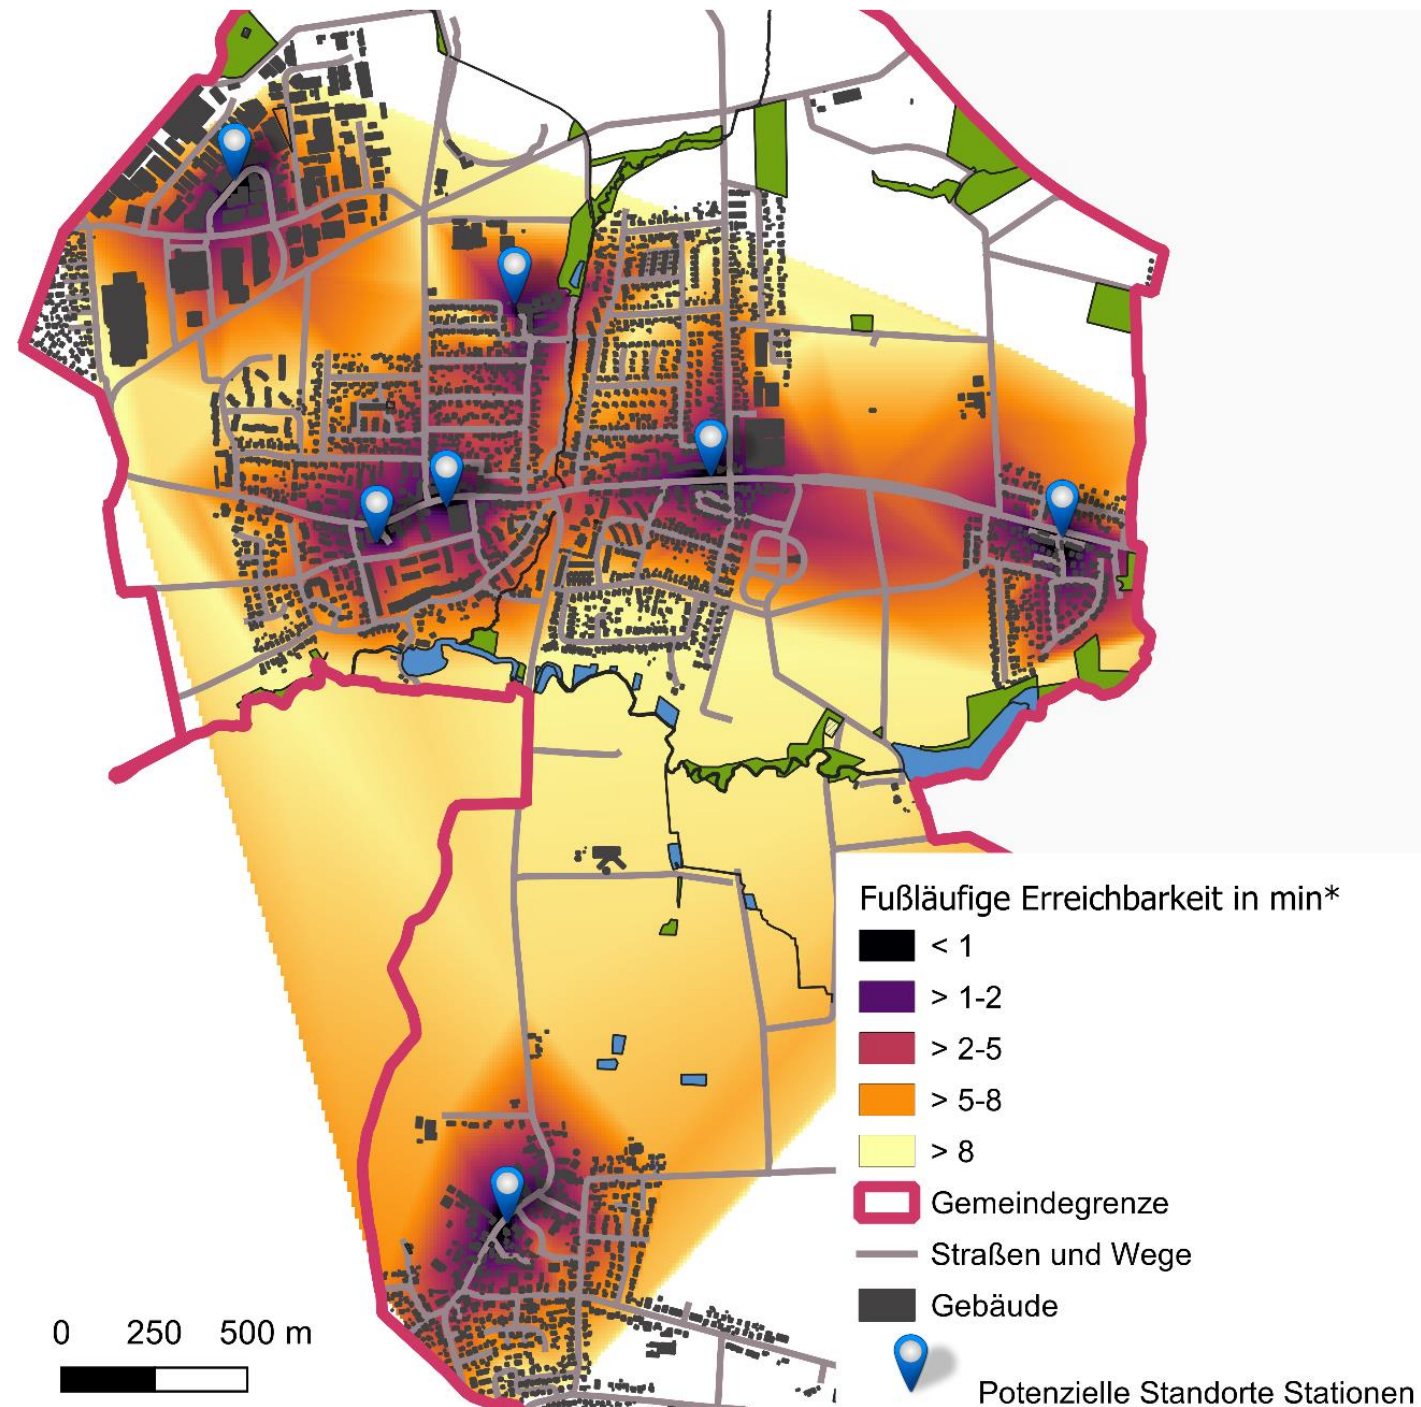 Fußläufige Erreichbarkeit in min*
< 1
> 1-2
> 2-5
> 5-8
> 8
Gemeindegrenze
Straßen und Wege
Gebäude
Potenzielle Standorte Stationen
0 250 500 m